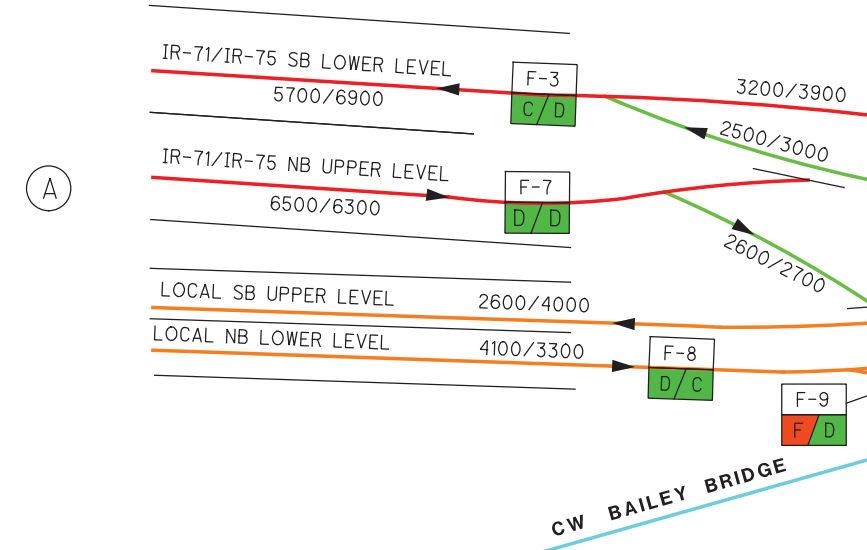 IR-71/IR-75 SB LOWER LEVEL
5700/6900
F-3
C/D
3200/3900
2500/3000
A
IR-71/IR-75 NB UPPER LEVEL
6500/6300
F-7
D/D
2600/2700
LOCAL SB UPPER LEVEL
2600/4000
LOCAL NB LOWER LEVEL
4100/3300
F-8
D/C
F-9
F/D
CW BAILEY BRIDGE